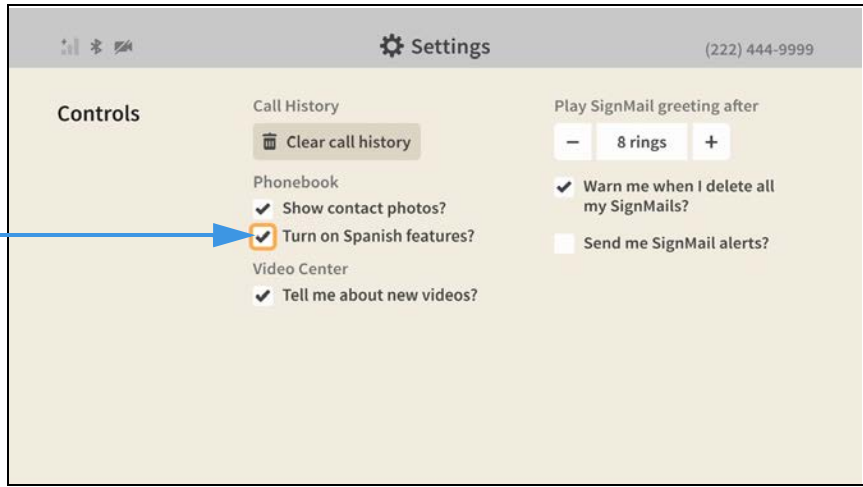 Settings
(222) 444-9999
Controls
Call History
Clear call history
Phonebook
Show contact photos?
Turn on Spanish features?
Video Center
Tell me about new videos?
Play SignMail greeting after
− 8 rings +
Warn me when I delete all
my SignMails?
Send me SignMail alerts?